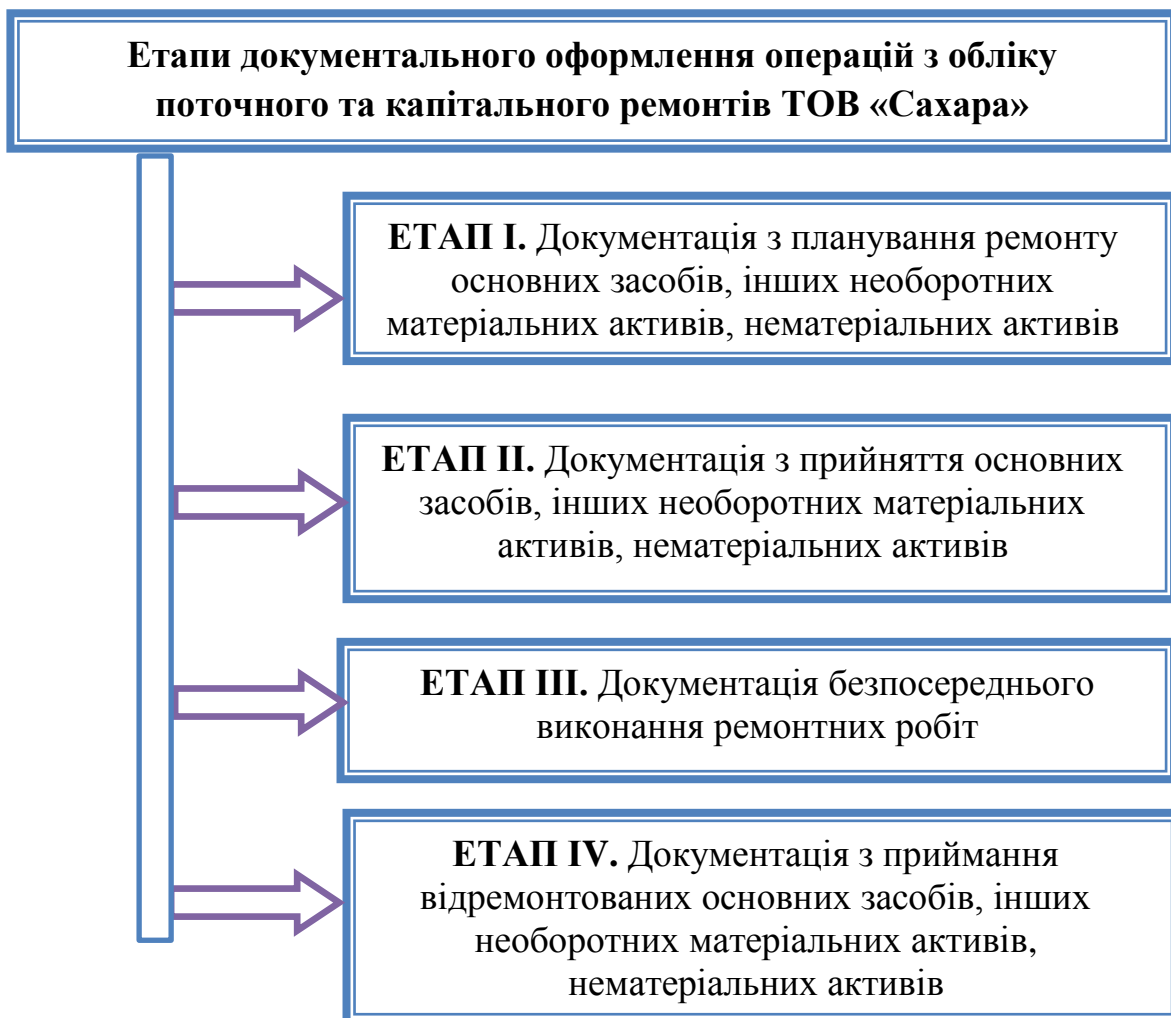 Етапи документального оформлення операцій з обліку
поточного та капітального ремонтів ТОВ «Сахара»
ЕТАП І. Документація з планування ремонту
основних засобів, інших необоротних
матеріальних активів, нематеріальних активів
ЕТАП ІІ. Документація з прийняття основних
засобів, інших необоротних матеріальних
активів, нематеріальних активів
ЕТАП ІІІ. Документація безпосереднього
виконання ремонтних робіт
ЕТАП IV. Документація з приймання
відремонтованих основних засобів, інших
необоротних матеріальних активів,
нематеріальних активів